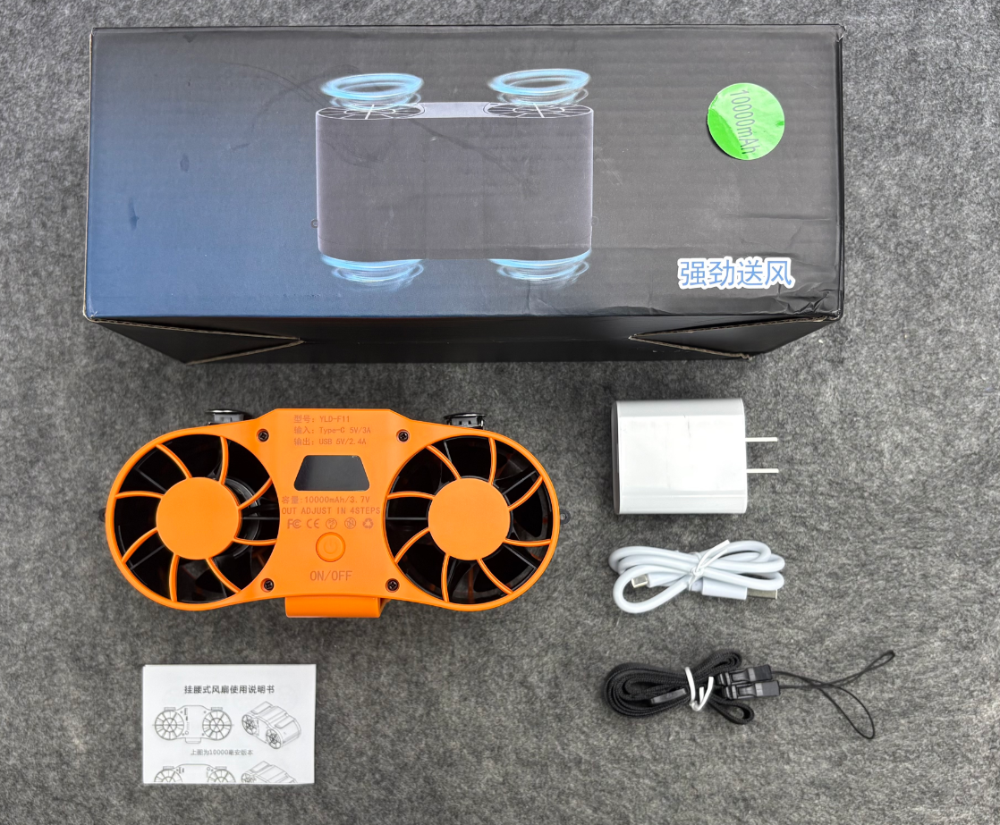 10000mAh
强劲送风
型号：YLD-F11
输入：Type-C 5V/3A
输出：USB 5V/2.4A
容量：10000mAh/3.7V
OUT ADJUST IN 4STEPS
FC CE
ON/OFF
挂腰式风扇使用说明书
上图为10000毫安版本